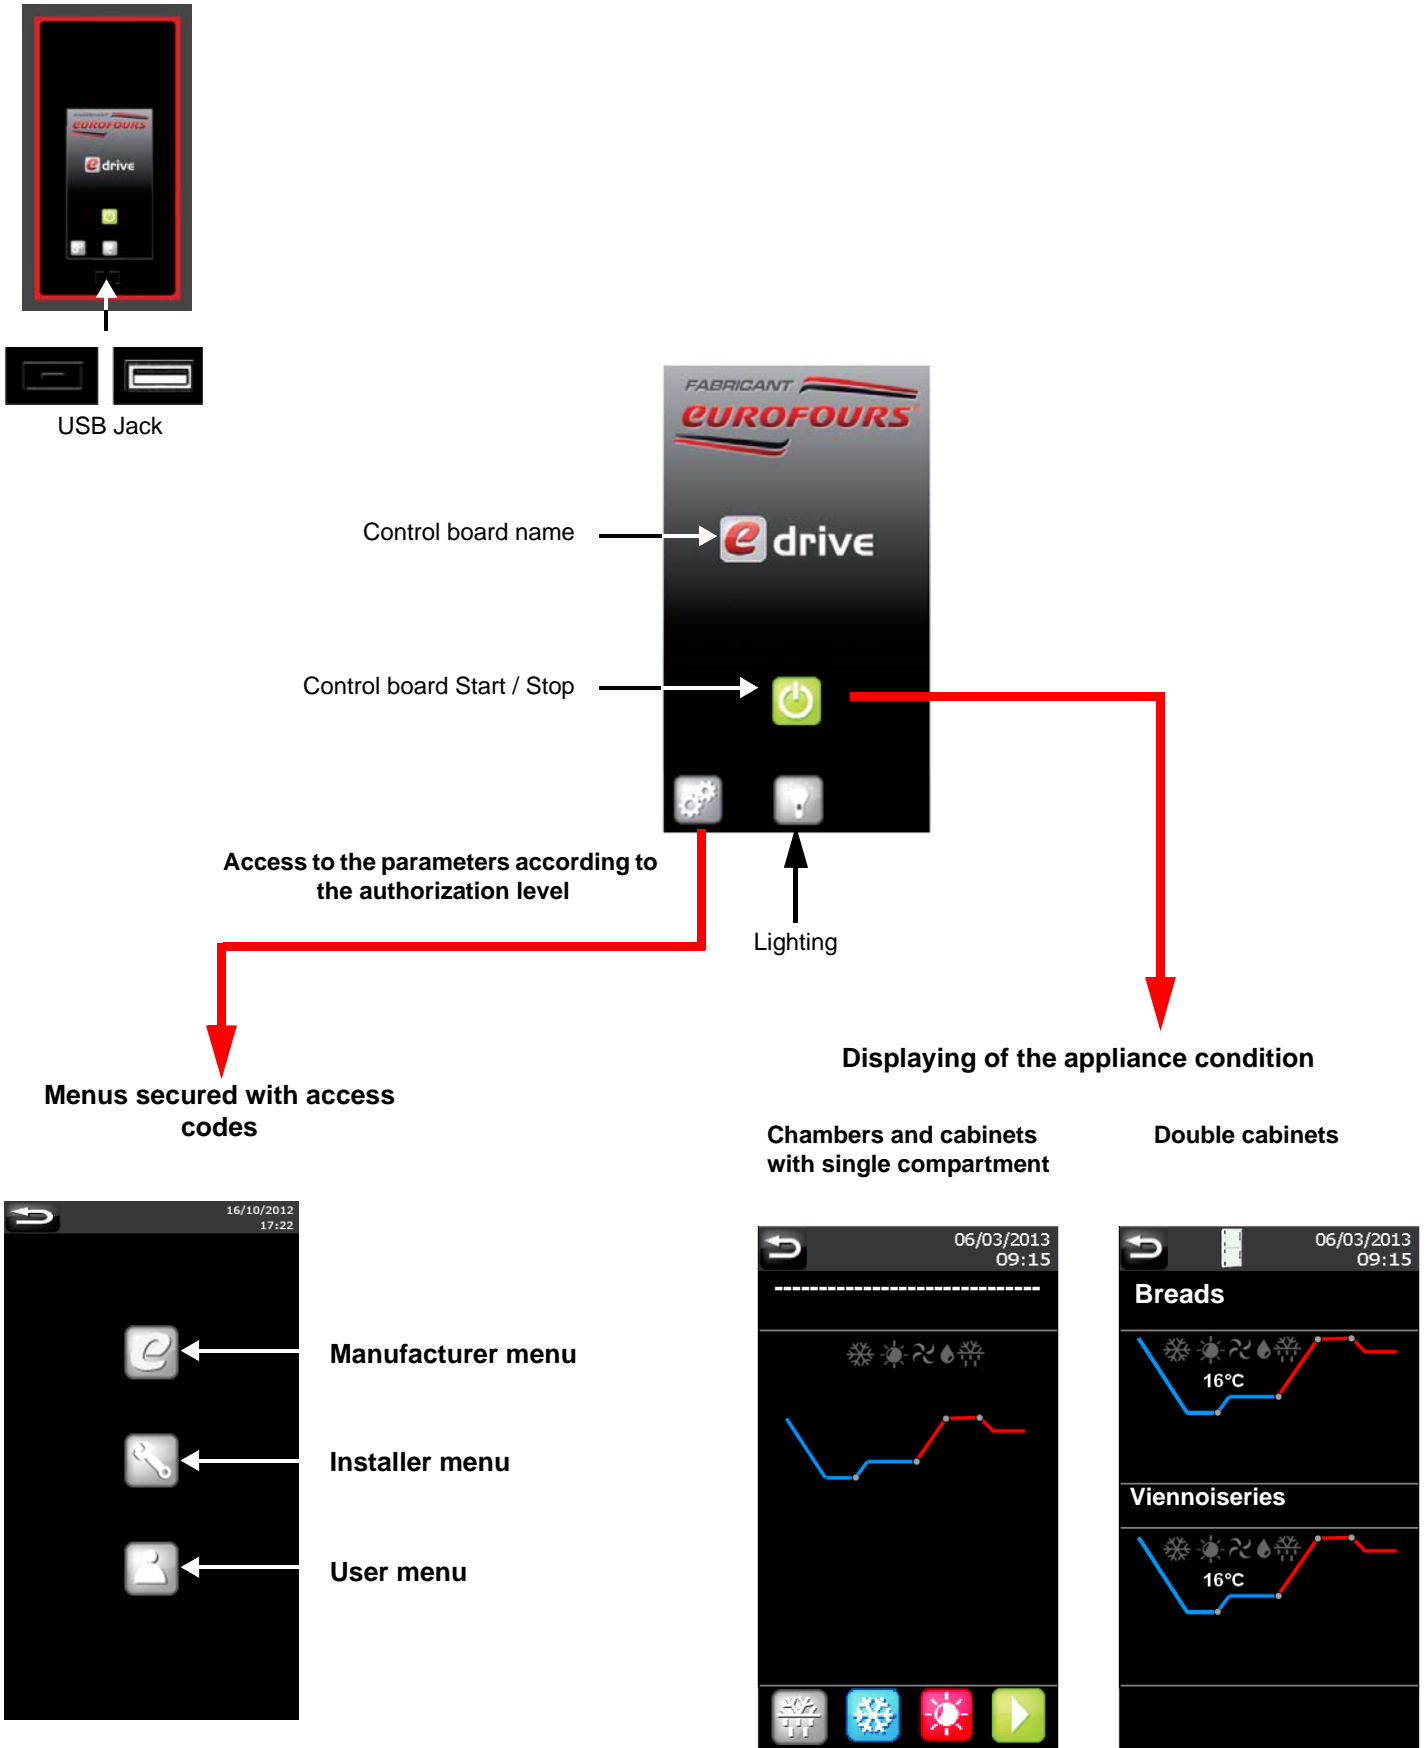 FABRICANT
EUROFOURS
e drive
USB Jack
FABRICANT
EUROFOURS®
Control board name
e drive
Control board Start / Stop
Access to the parameters according to
the authorization level
Lighting
Displaying of the appliance condition
Menus secured with access
codes
Chambers and cabinets
with single compartment
Double cabinets
16/10/2012
17:22
Manufacturer menu
Installer menu
User menu
06/03/2013
09:15
------------------------------
06/03/2013
09:15
Breads
16°C
Viennoiseries
16°C